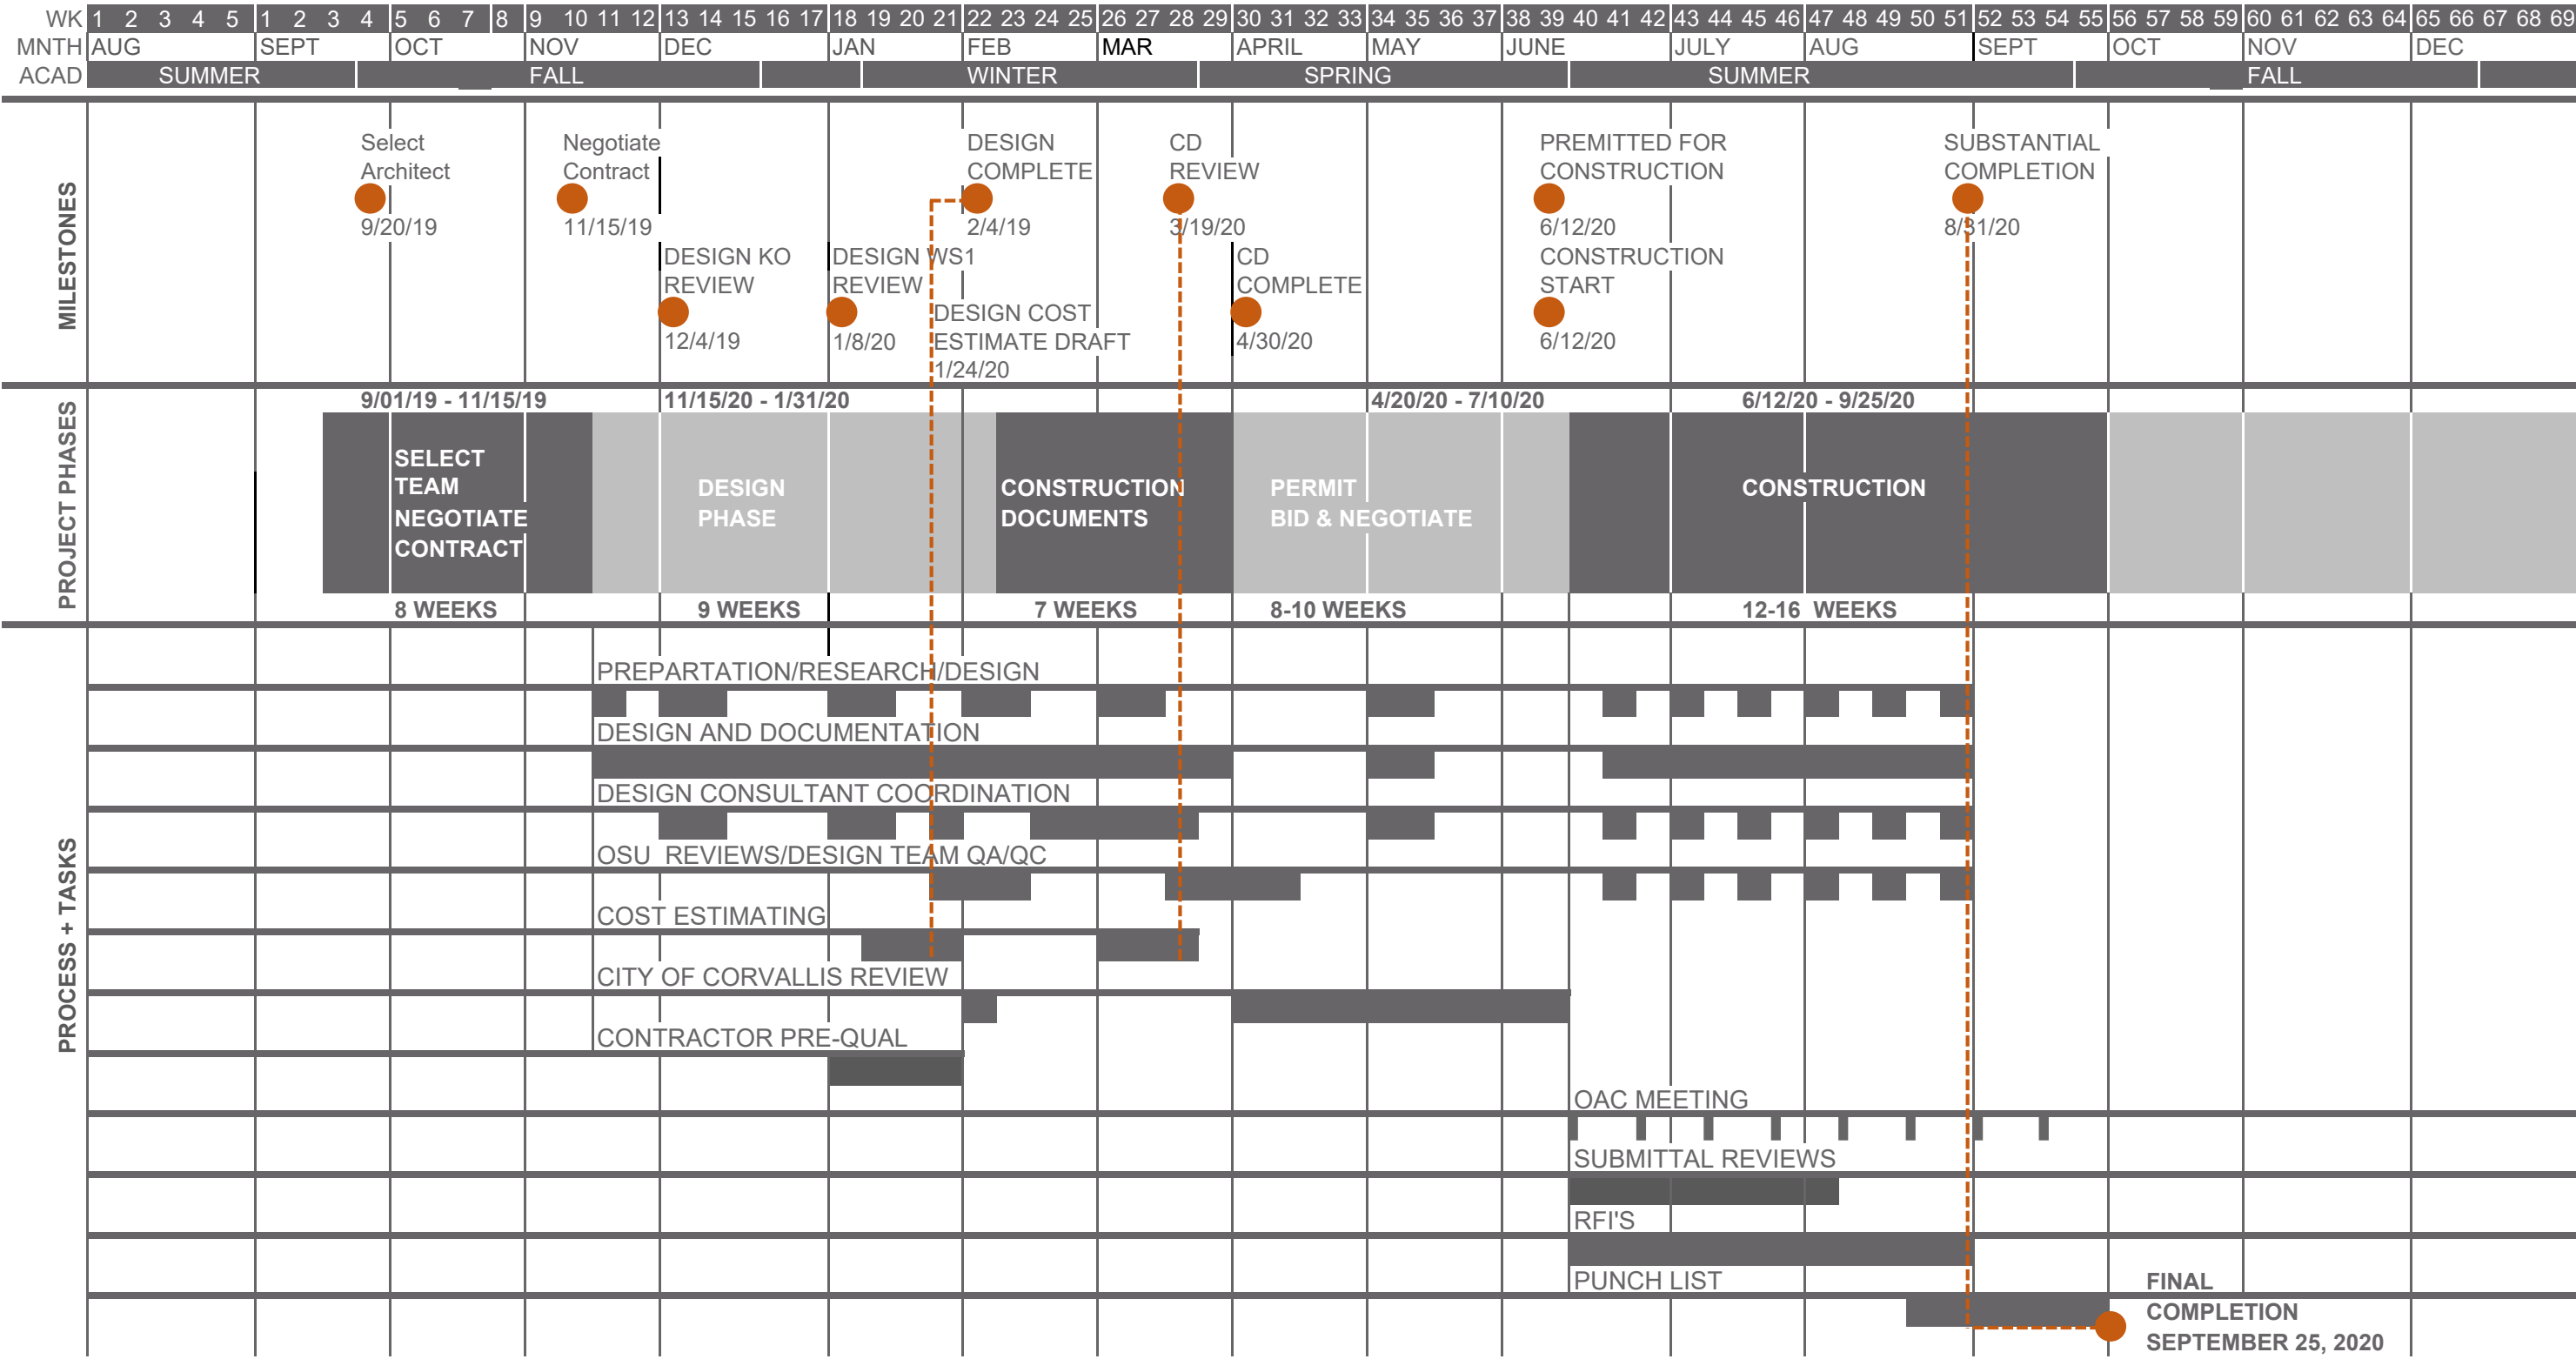 WK 1 2 3 4 5 1 2 3 4 5 6 7 8 9 10 11 12 13 14 15 16 17 18 19 20 21 22 23 24 25 26 27 28 29 30 31 32 33 34 35 36 37 38 39 40 41 42 43 44 45 46 47 48 49 50 51 52 53 54 55 56 57 58 59 60 61 62 63 64 65 66 67 68 69
MNTH AUG SEPT OCT NOV DEC JAN FEB MAR APRIL MAY JUNE JULY AUG SEPT OCT NOV DEC
ACAD SUMMER FALL WINTER SPRING SUMMER FALL
MILESTONES
Select
Architect
9/20/19
Negotiate
Contract
11/15/19
DESIGN KO
REVIEW
12/4/19
DESIGN WS1
REVIEW
1/8/20
DESIGN COST
ESTIMATE DRAFT
1/24/20
DESIGN
COMPLETE
2/4/19
CD
REVIEW
3/19/20
CD
COMPLETE
4/30/20
PREMITTED FOR
CONSTRUCTION
6/12/20
CONSTRUCTION
START
6/12/20
SUBSTANTIAL
COMPLETION
8/31/20
PROJECT PHASES
9/01/19 - 11/15/19
SELECT
TEAM
NEGOTIATE
CONTRACT
8 WEEKS
11/15/20 - 1/31/20
DESIGN
PHASE
9 WEEKS
CONSTRUCTION
DOCUMENTS
7 WEEKS
4/20/20 - 7/10/20
PERMIT
BID & NEGOTIATE
8-10 WEEKS
6/12/20 - 9/25/20
CONSTRUCTION
12-16 WEEKS
PROCESS + TASKS
PREPARTATION/RESEARCH/DESIGN
DESIGN AND DOCUMENTATION
DESIGN CONSULTANT COORDINATION
OSU REVIEWS/DESIGN TEAM QA/QC
COST ESTIMATING
CITY OF CORVALLIS REVIEW
CONTRACTOR PRE-QUAL
OAC MEETING
SUBMITTAL REVIEWS
RFI'S
PUNCH LIST
FINAL
COMPLETION
SEPTEMBER 25, 2020